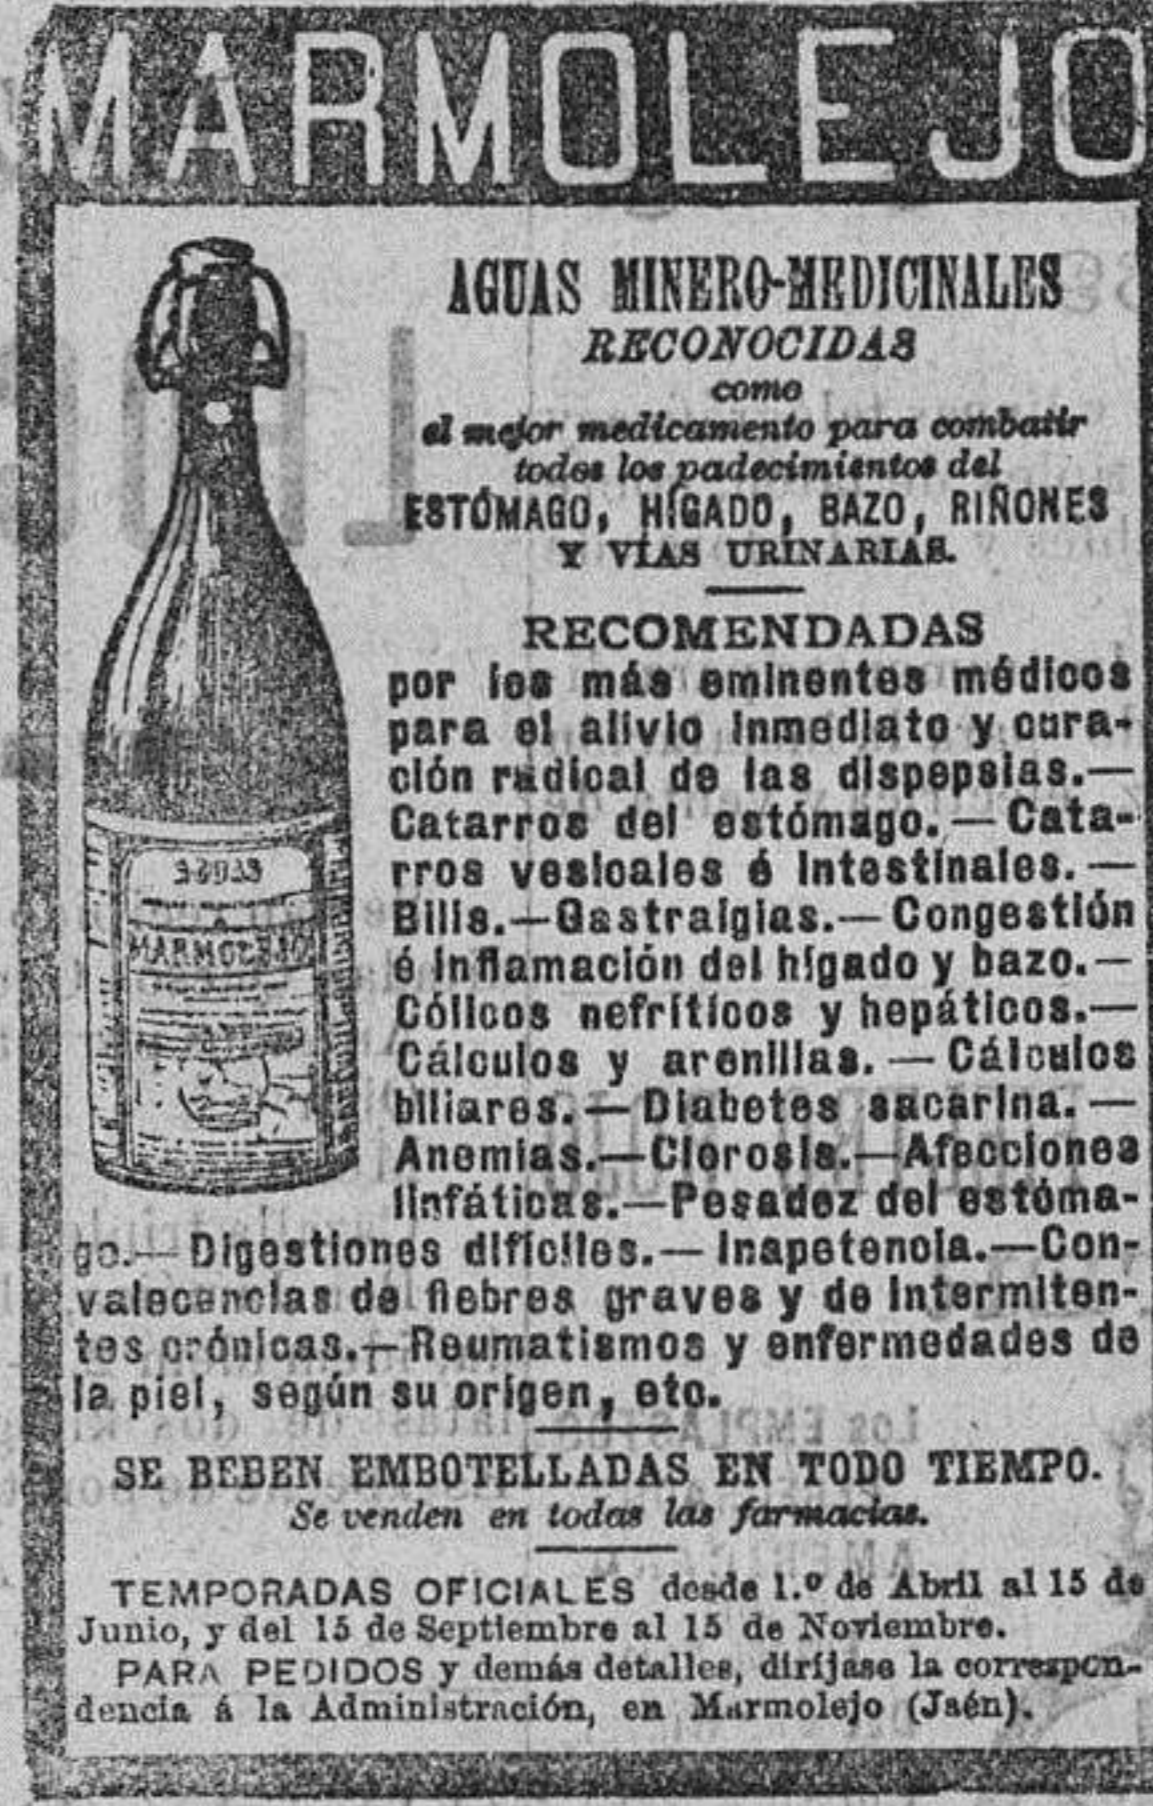 MARMOLEJO
AGUAS MINERO-MEDICINALES
RECONOCIDAS
como
el mejor medicamento para combatir
todos los padecimientos del
ESTÓMAGO, HÍGADO, BAZO, RIÑONES
Y VÍAS URINARIAS.
RECOMENDADAS
por los más eminentes médicos
para el alivio inmediato y cura-
ción radical de las dispepsias.—
Catarros del estómago.—Cata-
rros vesicales é intestinales.—
Bilis.—Gastralgias.—Congestión
é inflamación del hígado y bazo.—
Cólicos nefríticos y hepáticos.—
Cálculos y arenillas.—Cálculos
biliares.—Diabetes sacarina.—
Anemias.—Clorosis.—Afecciones
linfáticas.—Pesadez del estóma-
go.—Digestiones difíciles.—Inapetencia.—Con-
valecencias de fiebres graves y de intermiten-
tes crónicas.—Reumatismos y enfermedades de
la piel, según su origen, etc.
SE BEBEN EMBOTELLADAS EN TODO TIEMPO.
Se venden en todas las farmacias.
TEMPORADAS OFICIALES desde 1.º de Abril al 15 de
Junio, y del 15 de Septiembre al 15 de Noviembre.
PARA PEDIDOS y demás detalles, diríjase la correspon-
dencia á la Administración, en Marmolejo (Jaén).
AGUAS
MARMOLEJO